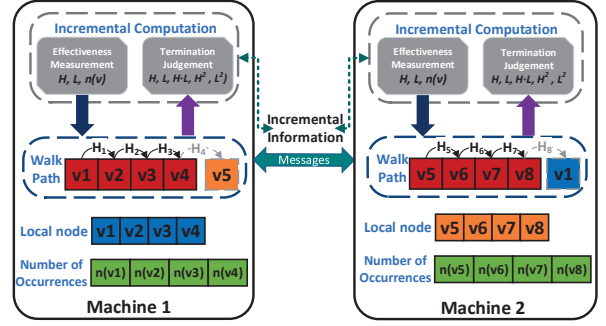 Incremental Computation
Effectiveness
Measurement
H, L, n(v)
Termination
Judgement
H, L, H·L, H², L²
Walk
Path
H₁ H₂ H₃ H₄
v1 v2 v3 v4 v5
Local node
v1 v2 v3 v4
Number of
Occurrences
n(v1) n(v2) n(v3) n(v4)
Machine 1
Incremental
Information
Messages
Incremental Computation
Effectiveness
Measurement
H, L, n(v)
Termination
Judgement
H, L, H·L, H², L²
Walk
Path
H₅ H₆ H₇ H₈
v5 v6 v7 v8 v1
Local node
v5 v6 v7 v8
Number of
Occurrences
n(v5) n(v6) n(v7) n(v8)
Machine 2